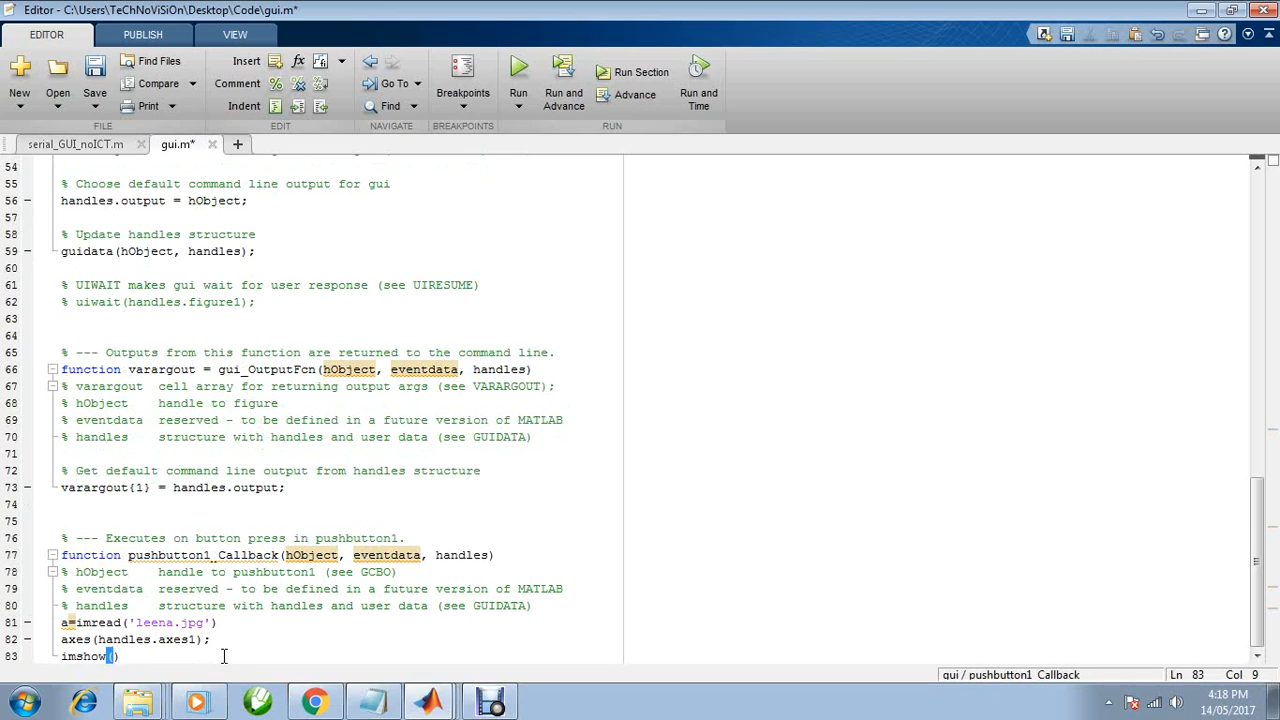 Editor - C:\Users\TeChNoViSiOn\Desktop\Code\gui.m*
EDITOR PUBLISH VIEW
New Open Save Find Files Compare Print
Insert Comment Indent
Go To Find
Breakpoints
Run Run and Advance Run Section Advance Run and Time
FILE EDIT NAVIGATE BREAKPOINTS RUN
serial_GUI_noICT.m gui.m*
54
55 % Choose default command line output for gui
56 handles.output = hObject;
57
58 % Update handles structure
59 guidata(hObject, handles);
60
61 % UIWAIT makes gui wait for user response (see UIRESUME)
62 % uiwait(handles.figure1);
63
64
65 % --- Outputs from this function are returned to the command line.
66 function varargout = gui_OutputFcn(hObject, eventdata, handles)
67 % varargout  cell array for returning output args (see VARARGOUT);
68 % hObject    handle to figure
69 % eventdata  reserved - to be defined in a future version of MATLAB
70 % handles    structure with handles and user data (see GUIDATA)
71
72 % Get default command line output from handles structure
73 varargout{1} = handles.output;
74
75
76 % --- Executes on button press in pushbutton1.
77 function pushbutton1_Callback(hObject, eventdata, handles)
78 % hObject    handle to pushbutton1 (see GCBO)
79 % eventdata  reserved - to be defined in a future version of MATLAB
80 % handles    structure with handles and user data (see GUIDATA)
81 a=imread('leena.jpg')
82 axes(handles.axes1);
83 imshow()
gui / pushbutton1_Callback Ln 83 Col 9
4:18 PM
14/05/2017